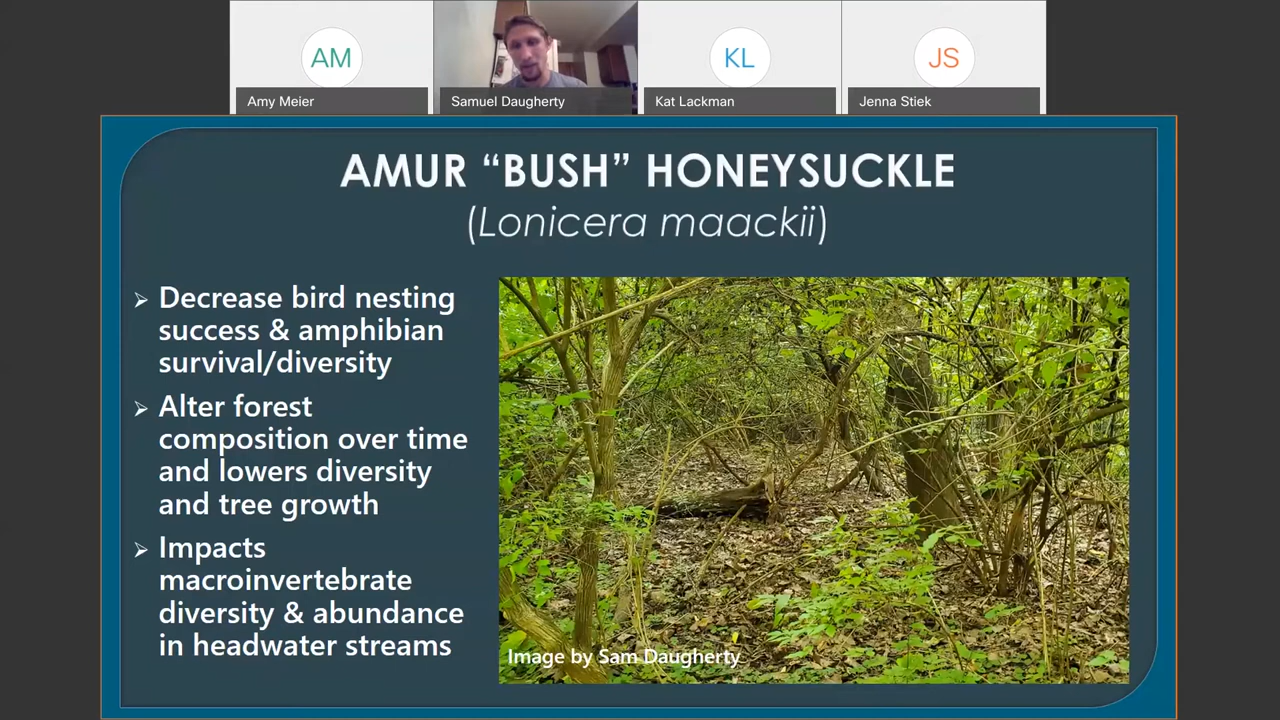 AM
KL
JS
Amy Meier
Samuel Daugherty
Kat Lackman
Jenna Stiek
AMUR “BUSH” HONEYSUCKLE
(Lonicera maackii)
➢ Decrease bird nesting
success & amphibian
survival/diversity
➢ Alter forest
composition over time
and lowers diversity
and tree growth
➢ Impacts
macroinvertebrate
diversity & abundance
in headwater streams
Image by Sam Daugherty